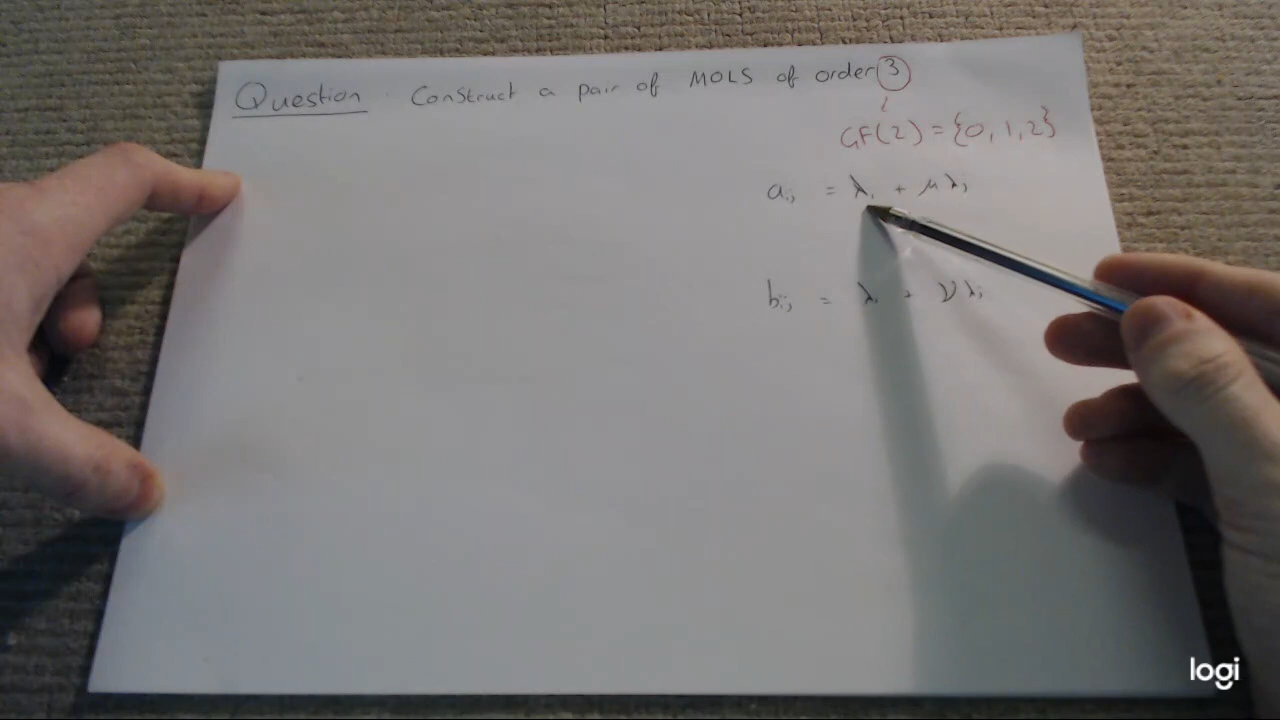 Question Construct a pair of MOLS of order 3
GF(2) = {0, 1, 2}
aij = λi + μλj
bij = λi + νλj
logi